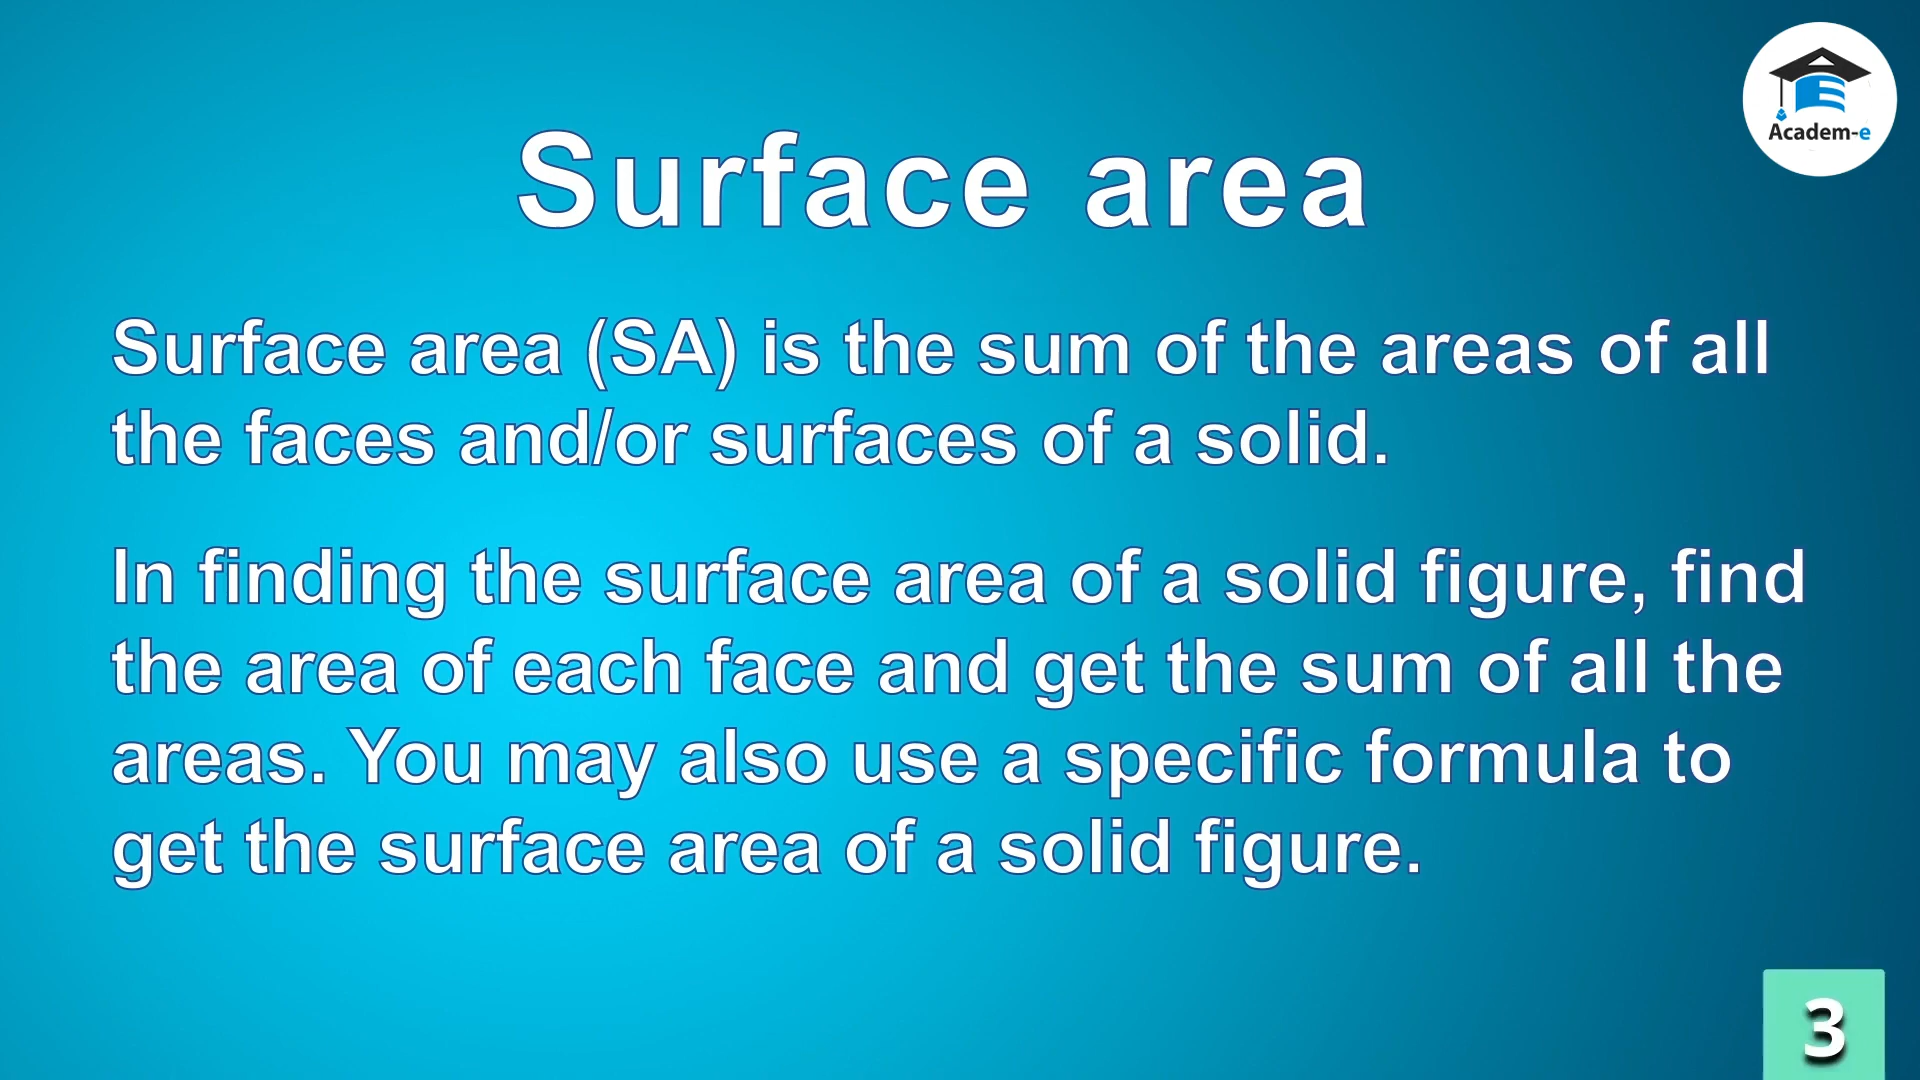 Academ-e
Surface area
Surface area (SA) is the sum of the areas of all
the faces and/or surfaces of a solid.
In finding the surface area of a solid figure, find
the area of each face and get the sum of all the
areas. You may also use a specific formula to
get the surface area of a solid figure.
3